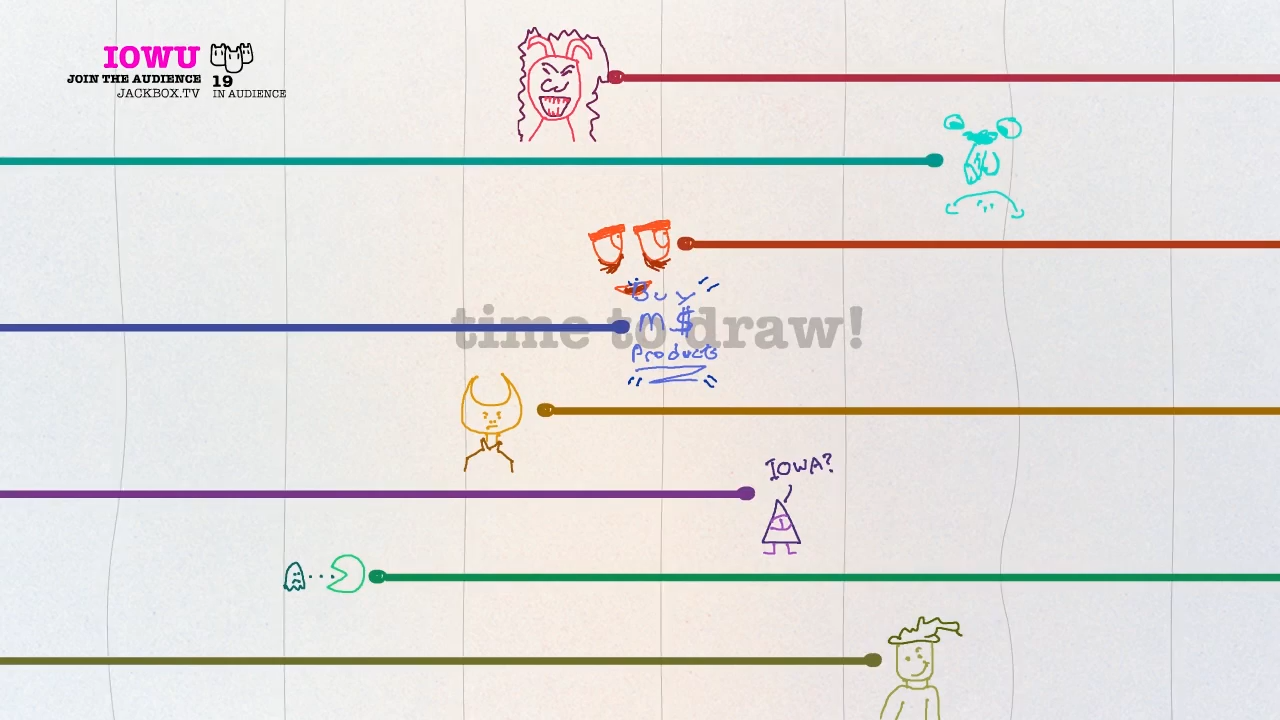 IOWU
JOIN THE AUDIENCE
JACKBOX.TV
19
IN AUDIENCE
time to draw!
Buy
M$
Products
IOWA?